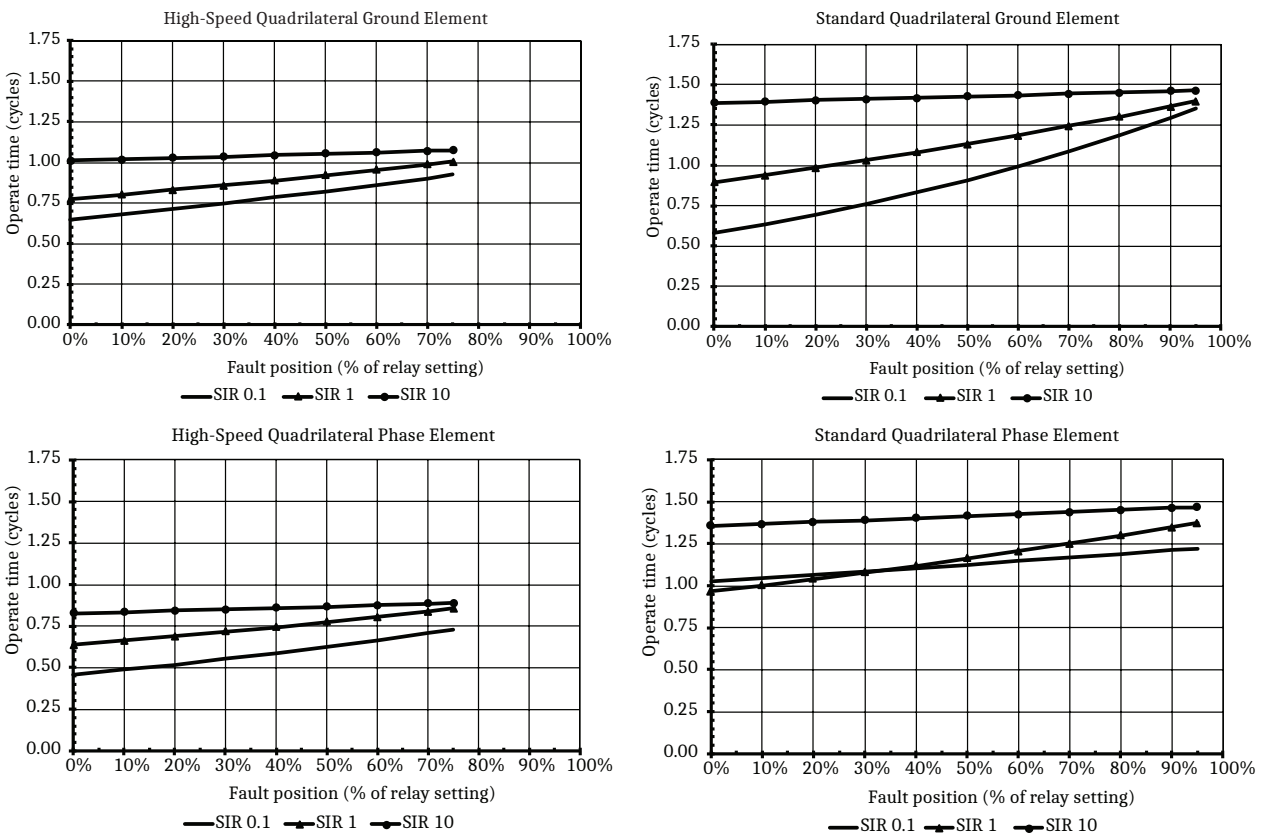 High-Speed Quadrilateral Ground Element
Operate time (cycles)
1.75
1.50
1.25
1.00
0.75
0.50
0.25
0.00
0% 10% 20% 30% 40% 50% 60% 70% 80% 90% 100%
Fault position (% of relay setting)
SIR 0.1 SIR 1 SIR 10
Standard Quadrilateral Ground Element
Operate time (cycles)
1.75
1.50
1.25
1.00
0.75
0.50
0.25
0.00
0% 10% 20% 30% 40% 50% 60% 70% 80% 90% 100%
Fault position (% of relay setting)
SIR 0.1 SIR 1 SIR 10
High-Speed Quadrilateral Phase Element
Operate time (cycles)
1.75
1.50
1.25
1.00
0.75
0.50
0.25
0.00
0% 10% 20% 30% 40% 50% 60% 70% 80% 90% 100%
Fault position (% of relay setting)
SIR 0.1 SIR 1 SIR 10
Standard Quadrilateral Phase Element
Operate time (cycles)
1.75
1.50
1.25
1.00
0.75
0.50
0.25
0.00
0% 10% 20% 30% 40% 50% 60% 70% 80% 90% 100%
Fault position (% of relay setting)
SIR 0.1 SIR 1 SIR 10